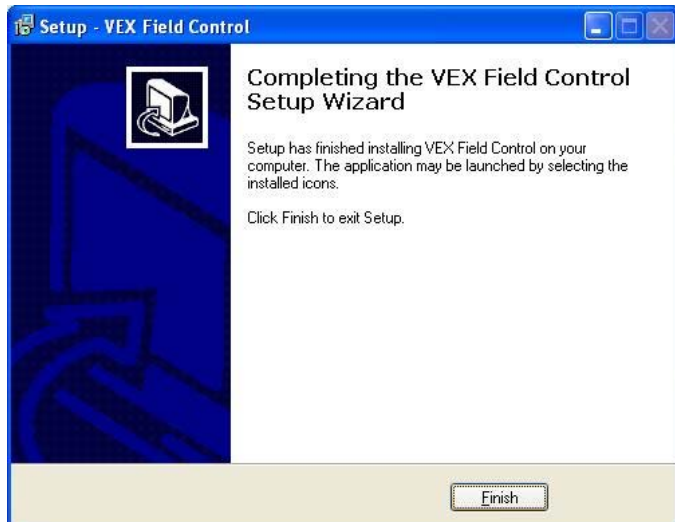 Setup - VEX Field Control
Completing the VEX Field Control
Setup Wizard
Setup has finished installing VEX Field Control on your
computer. The application may be launched by selecting the
installed icons.
Click Finish to exit Setup.
Finish